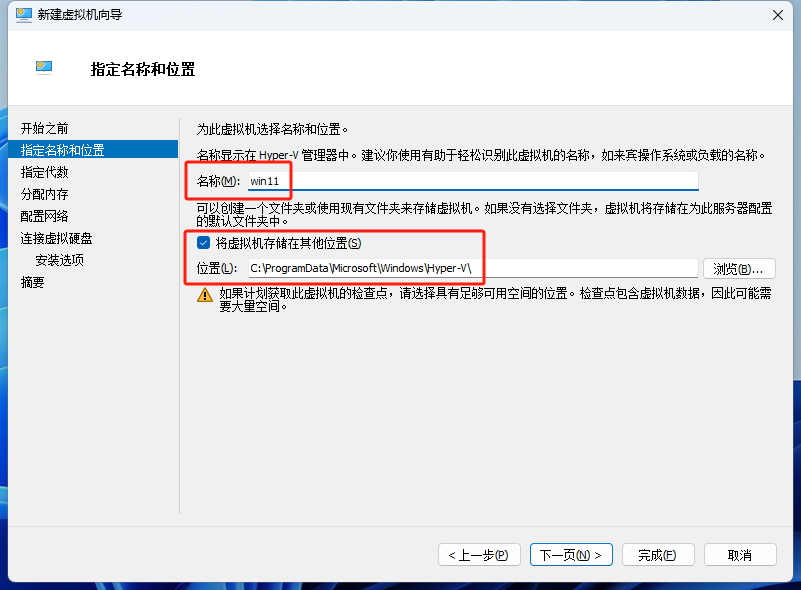 新建虚拟机向导
指定名称和位置
开始之前
指定名称和位置
指定代数
分配内存
配置网络
连接虚拟硬盘
安装选项
摘要
为此虚拟机选择名称和位置。
名称显示在 Hyper-V 管理器中。建议你使用有助于轻松识别此虚拟机的名称，如来宾操作系统或负载的名称。
名称(M): win11
可以创建一个文件夹或使用现有文件夹来存储虚拟机。如果没有选择文件夹，虚拟机将存储在为此服务器配置
的默认文件夹中。
将虚拟机存储在其他位置(S)
位置(L): C:\ProgramData\Microsoft\Windows\Hyper-V\ 浏览(B)...
如果计划获取此虚拟机的检查点，请选择具有足够可用空间的位置。检查点包含虚拟机数据，因此可能需
要大量空间。
< 上一步(P) 下一页(N) > 完成(F) 取消